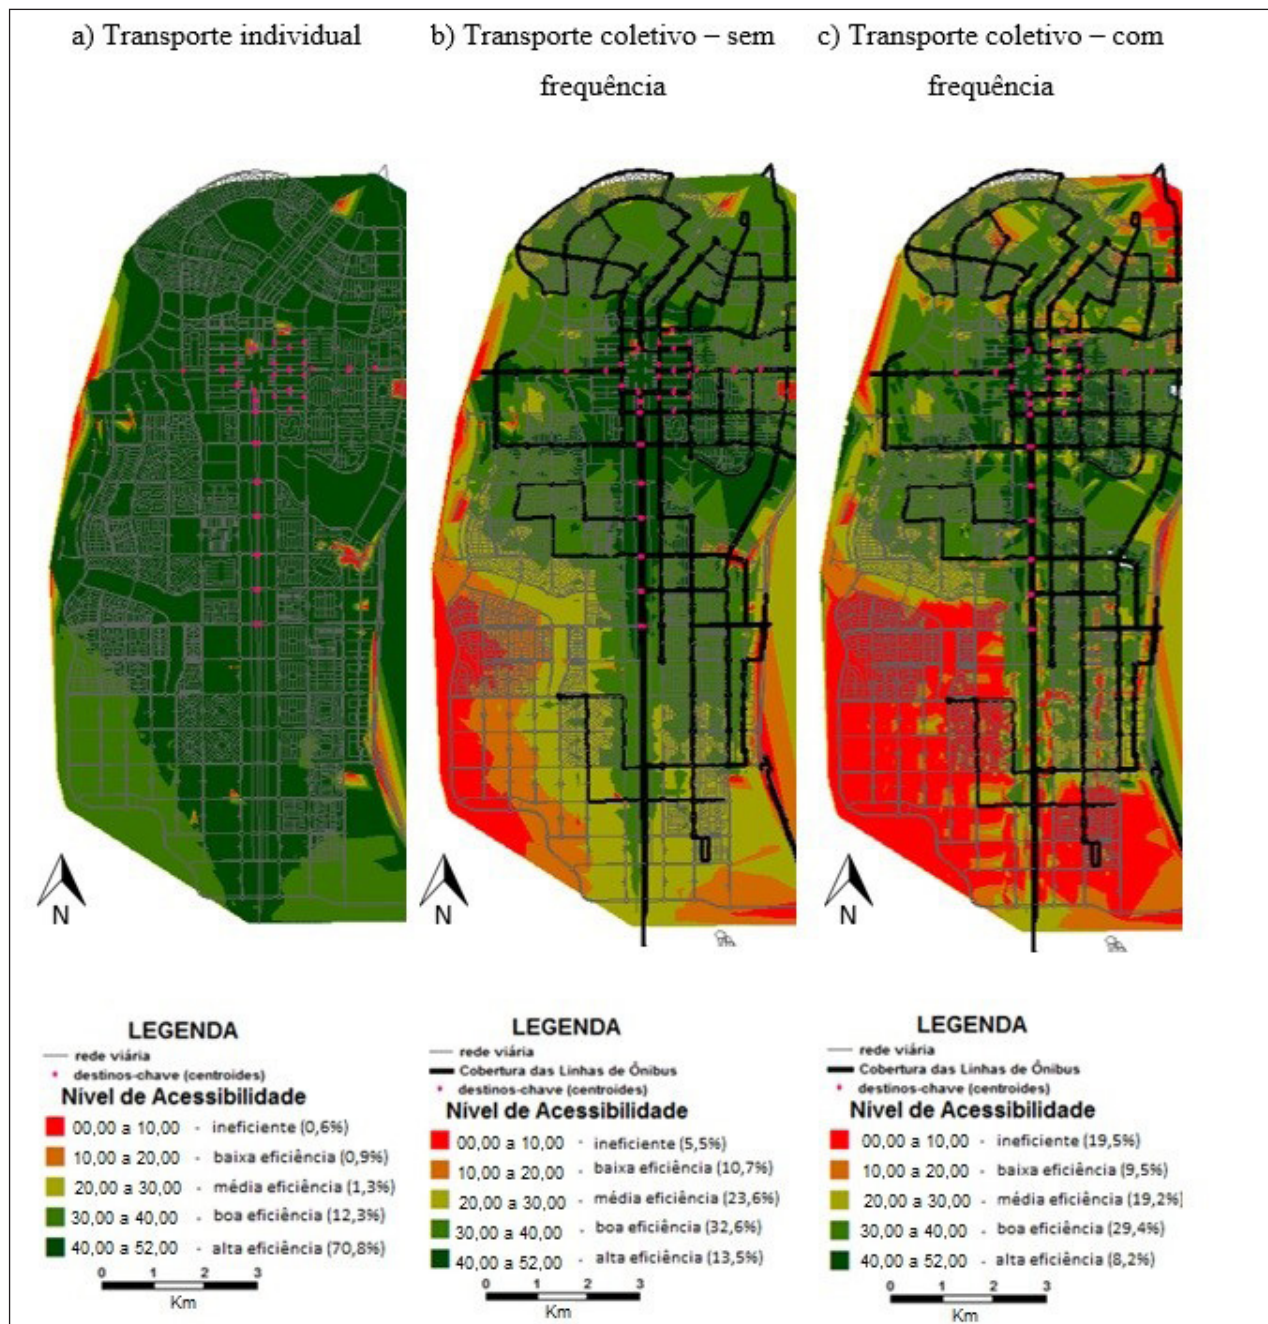 a) Transporte individual
b) Transporte coletivo – sem
frequência
c) Transporte coletivo – com
frequência
N
N
N
LEGENDA
rede viária
destinos-chave (centroides)
Nível de Acessibilidade
00,00 a 10,00 - ineficiente (0,6%)
10,00 a 20,00 - baixa eficiência (0,9%)
20,00 a 30,00 - média eficiência (1,3%)
30,00 a 40,00 - boa eficiência (12,3%)
40,00 a 52,00 - alta eficiência (70,8%)
0 1 2 3
Km
LEGENDA
rede viária
Cobertura das Linhas de Ônibus
destinos-chave (centroides)
Nível de Acessibilidade
00,00 a 10,00 - ineficiente (5,5%)
10,00 a 20,00 - baixa eficiência (10,7%)
20,00 a 30,00 - média eficiência (23,6%)
30,00 a 40,00 - boa eficiência (32,6%)
40,00 a 52,00 - alta eficiência (13,5%)
0 1 2 3
Km
LEGENDA
rede viária
Cobertura das Linhas de Ônibus
destinos-chave (centroides)
Nível de Acessibilidade
00,00 a 10,00 - ineficiente (19,5%)
10,00 a 20,00 - baixa eficiência (9,5%)
20,00 a 30,00 - média eficiência (19,2%)
30,00 a 40,00 - boa eficiência (29,4%)
40,00 a 52,00 - alta eficiência (8,2%)
0 1 2 3
Km